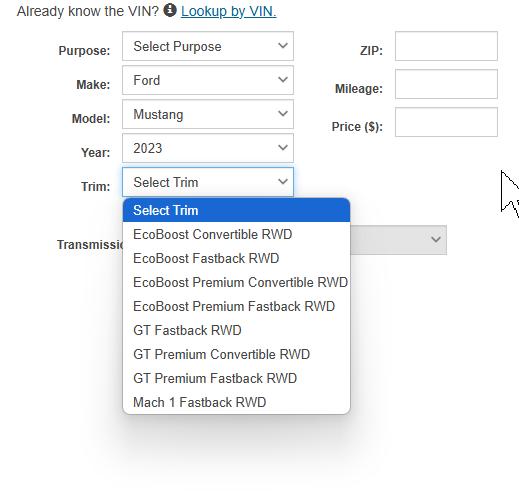 Already know the VIN? Lookup by VIN.
Purpose: Select Purpose
ZIP:
Make: Ford
Mileage:
Model: Mustang
Price ($):
Year: 2023
Trim: Select Trim
Select Trim
EcoBoost Convertible RWD
Transmissio
EcoBoost Fastback RWD
EcoBoost Premium Convertible RWD
EcoBoost Premium Fastback RWD
GT Fastback RWD
GT Premium Convertible RWD
GT Premium Fastback RWD
Mach 1 Fastback RWD